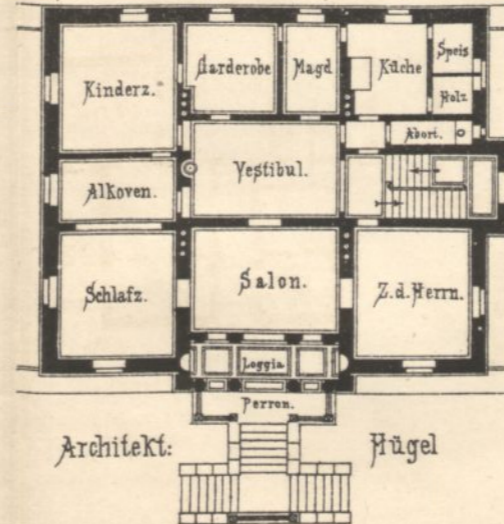 Kinderz.
Garderobe
Magd
Küche
Speis
Holz
Abort.
Alkoven.
Vestibul.
Schlafz.
Salon.
Z.d.Herrn.
Loggia
Perron.
Architekt: Hügel